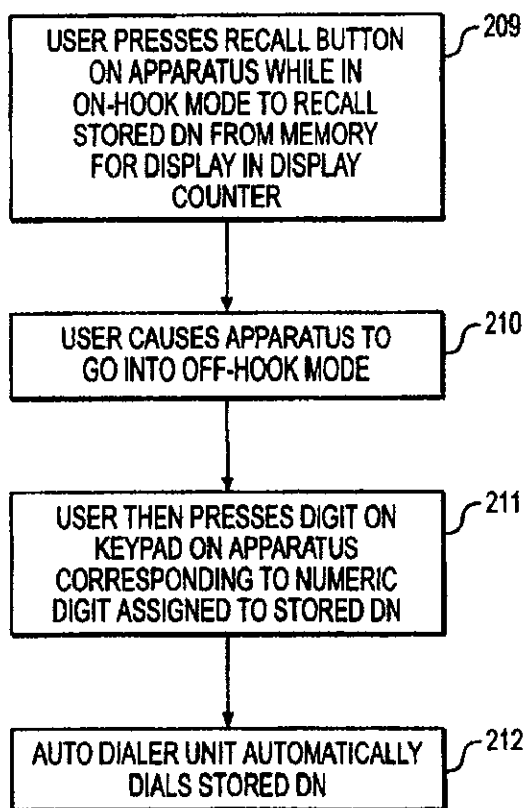 USER PRESSES RECALL BUTTON
ON APPARATUS WHILE IN
ON-HOOK MODE TO RECALL
STORED DN FROM MEMORY
FOR DISPLAY IN DISPLAY
COUNTER
209
USER CAUSES APPARATUS TO
GO INTO OFF-HOOK MODE
210
USER THEN PRESSES DIGIT ON
KEYPAD ON APPARATUS
CORRESPONDING TO NUMERIC
DIGIT ASSIGNED TO STORED DN
211
AUTO DIALER UNIT AUTOMATICALLY
DIALS STORED DN
212